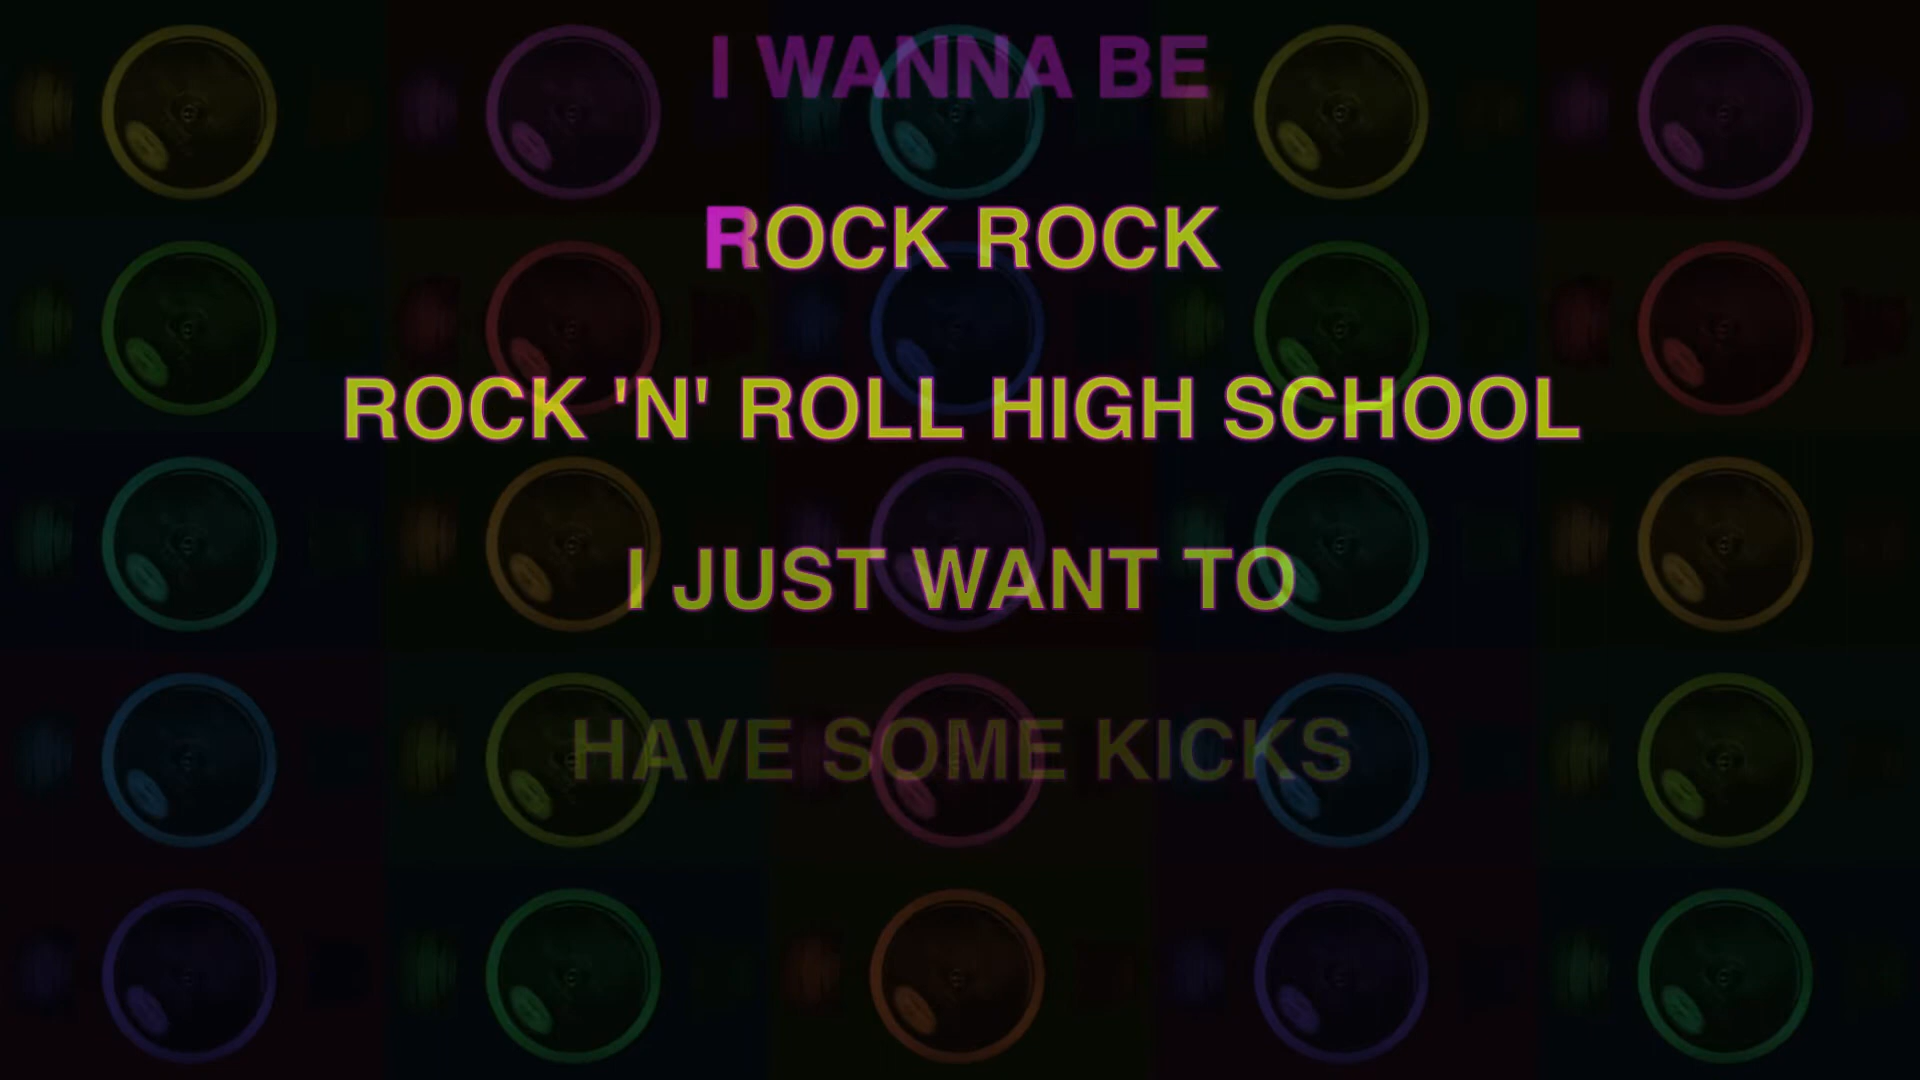 I WANNA BE
ROCK ROCK
ROCK 'N' ROLL HIGH SCHOOL
I JUST WANT TO
HAVE SOME KICKS